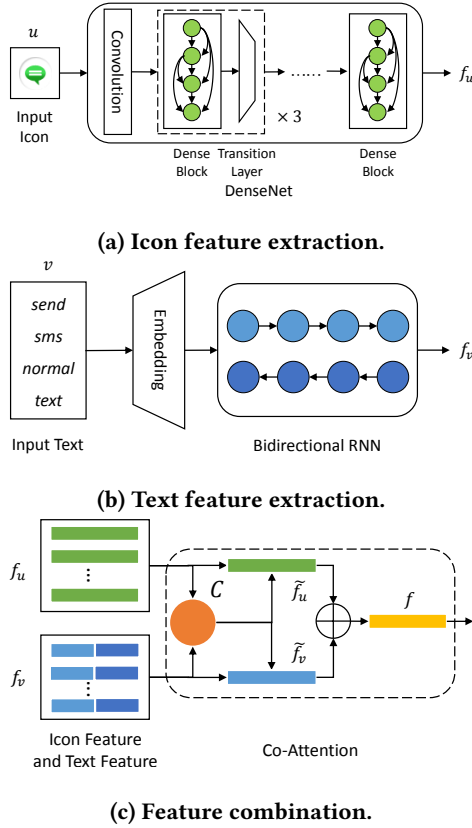 u
Input
Icon
Convolution
× 3
......
f_u
Dense
Block
Transition
Layer
Dense
Block
DenseNet
(a) Icon feature extraction.
v
send
sms
normal
text
Input Text
Embedding
Bidirectional RNN
f_v
(b) Text feature extraction.
f_u
...
f_v
...
Icon Feature
and Text Feature
C
f̃_u
f̃_v
f
Co-Attention
(c) Feature combination.